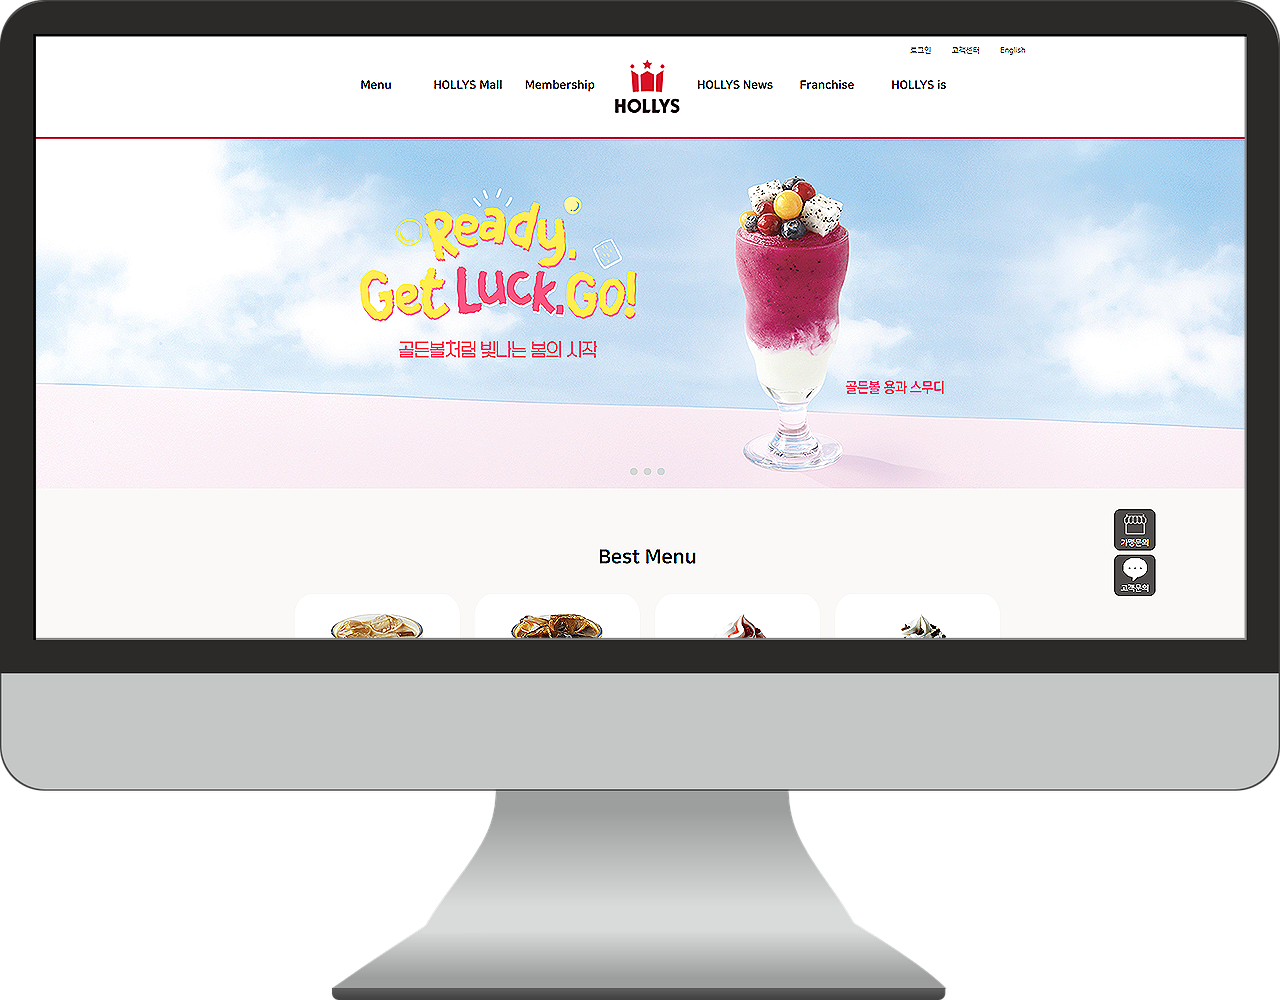 로그인 고객센터 English
Menu HOLLYS Mall Membership HOLLYS HOLLYS News Franchise HOLLYS is
Ready,
Get Luck, Go!
골든볼처럼 빛나는 봄의 시작
골든볼 용과 스무디
가맹문의
고객문의
Best Menu